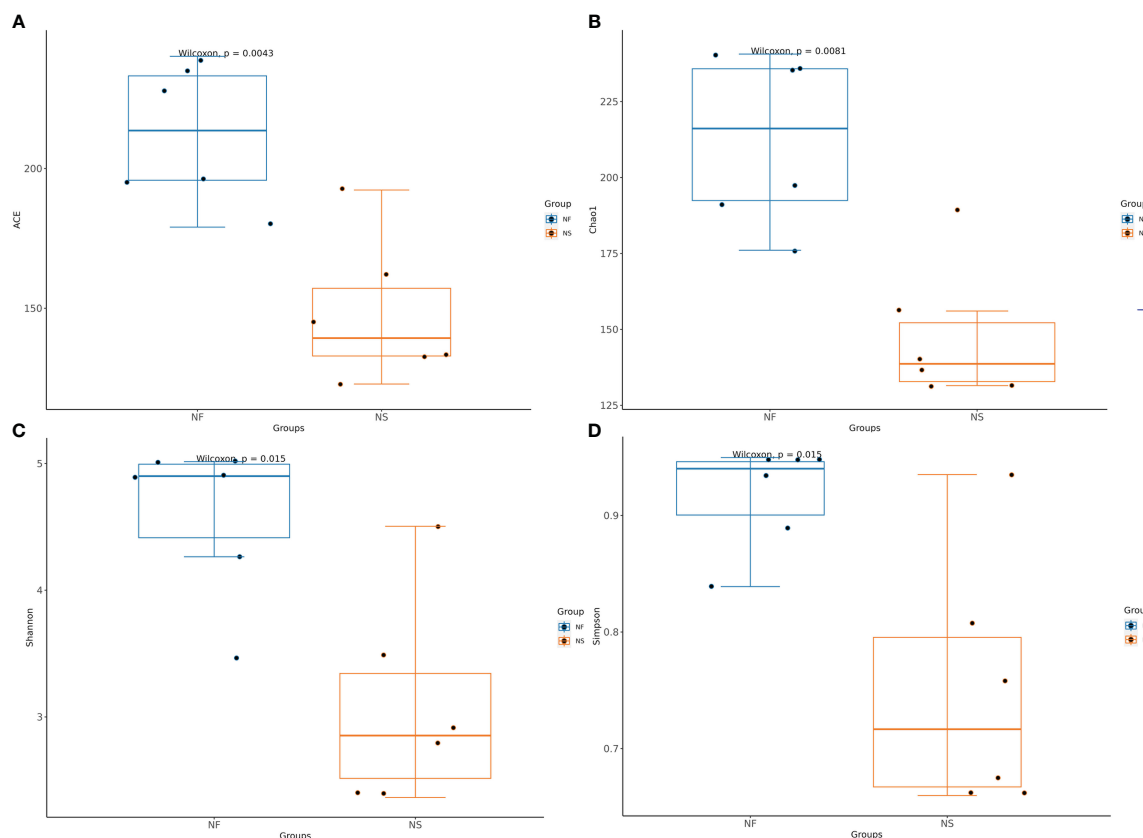 A
Wilcoxon, p = 0.0043
200
150
ACE
NF
NS
Groups
Group
NF
NS
B
Wilcoxon, p = 0.0081
225
200
175
150
125
Chao1
NF
NS
Groups
Group
N
N
C
Wilcoxon, p = 0.015
5
4
3
Shannon
NF
NS
Groups
Group
NF
NS
D
Wilcoxon, p = 0.015
0.9
0.8
0.7
Simpson
NF
NS
Groups
Grou